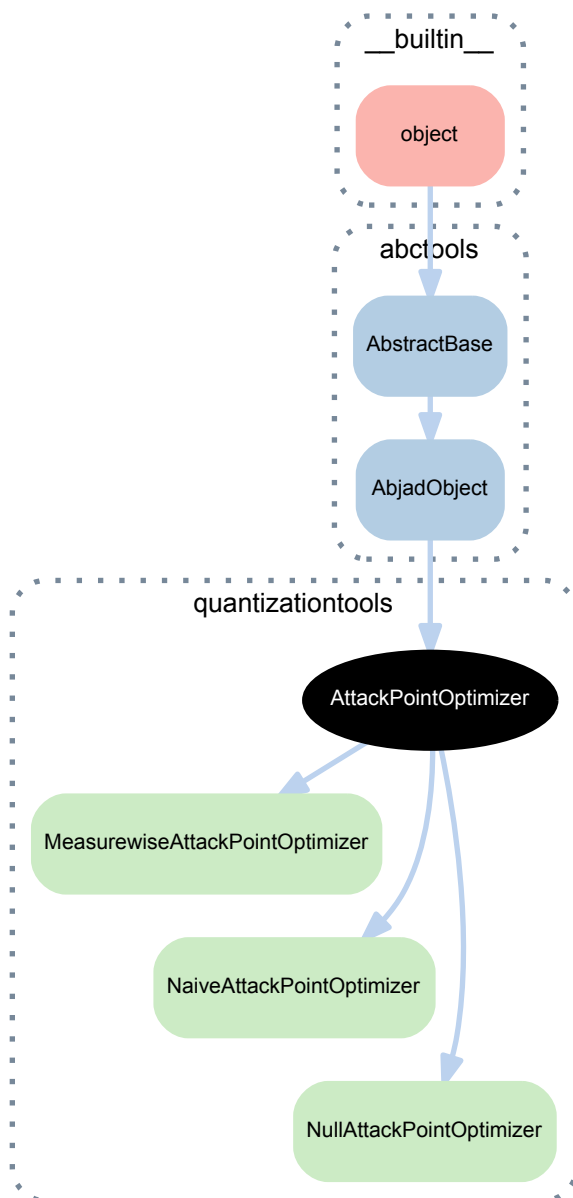 __builtin__
object
abctools
AbstractBase
AbjadObject
quantizationtools
AttackPointOptimizer
MeasurewiseAttackPointOptimizer
NaiveAttackPointOptimizer
NullAttackPointOptimizer